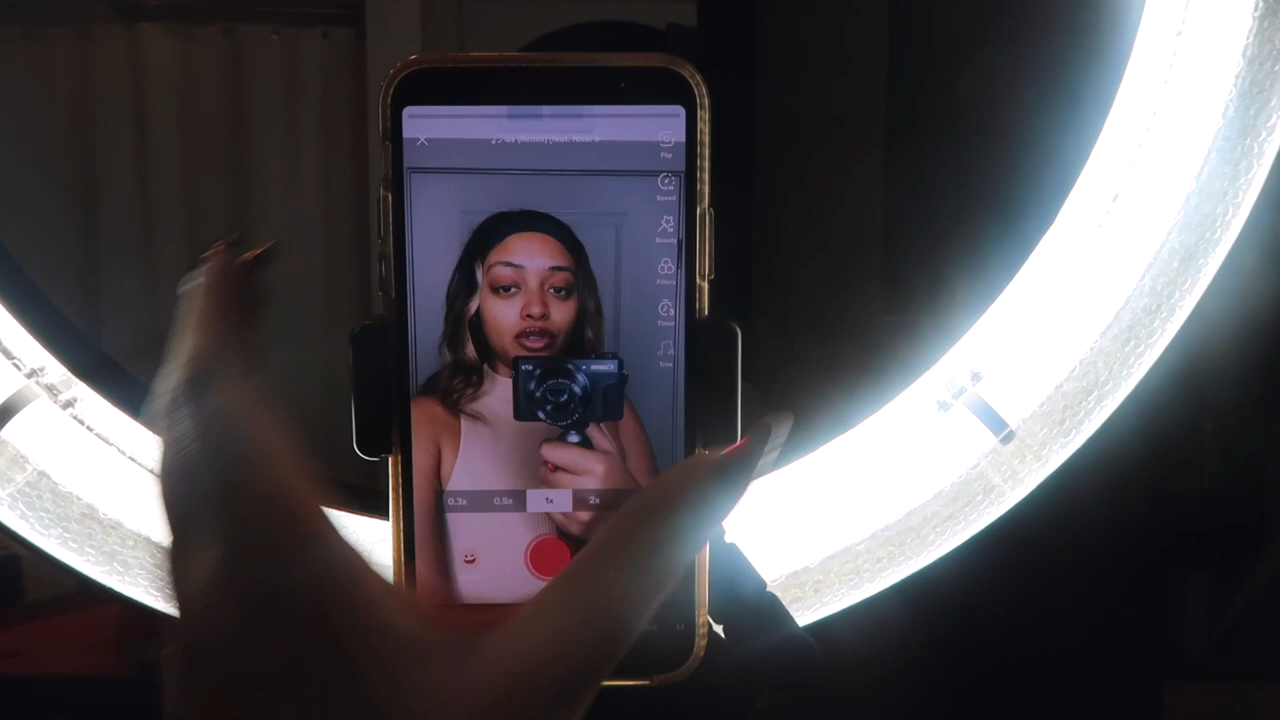 Flip
Speed
Beauty
Filters
Timer
Trim
0.3x
0.5x
1x
2x